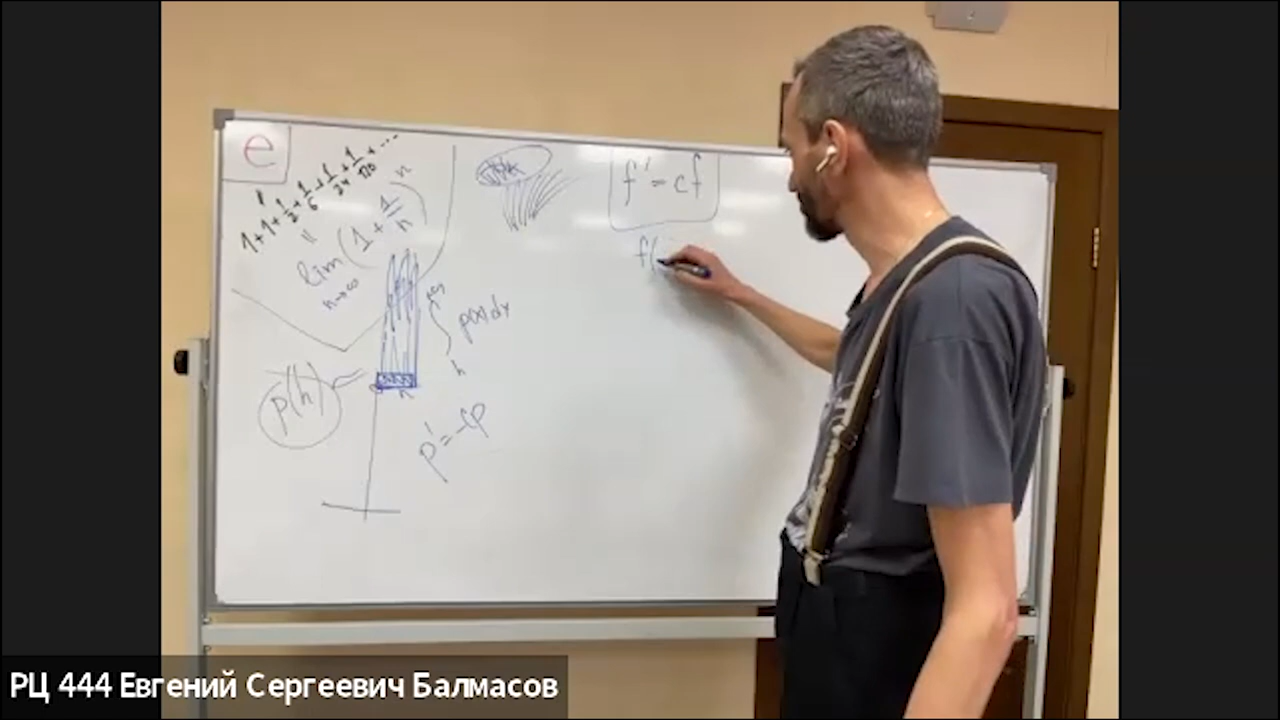 e
1+1+1/2+1/6+1/24+1/120+...
=
lim (1+1/n)^n
n→∞
p(x)dx
h
p(h)
p'=-cp
f'=cf
f(
РЦ 444 Евгений Сергеевич Балмасов